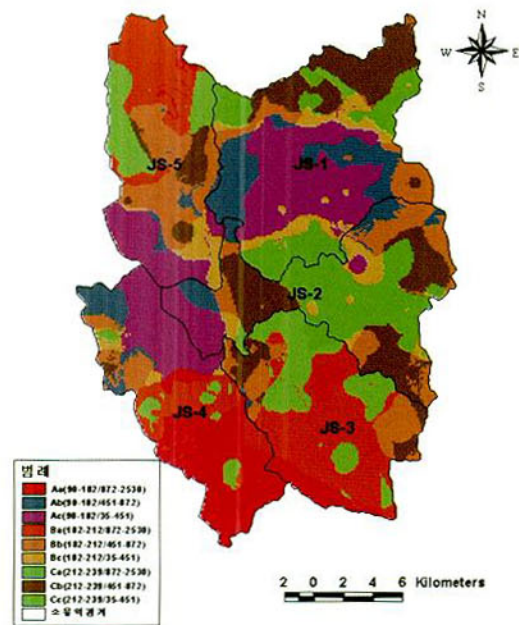 N
W E
S
JS-5
JS-1
JS-2
JS-4
JS-3
범례
Aa(90-182/872-2530)
Ab(90-182/451-872)
Ac(90-182/35-451)
Ba(182-212/872-2530)
Bb(182-212/451-872)
Bc(182-212/35-451)
Ca(212-239/872-2530)
Cb(212-239/451-872)
Cc(212-239/35-451)
소유역경계
2 0 2 4 6 Kilometers